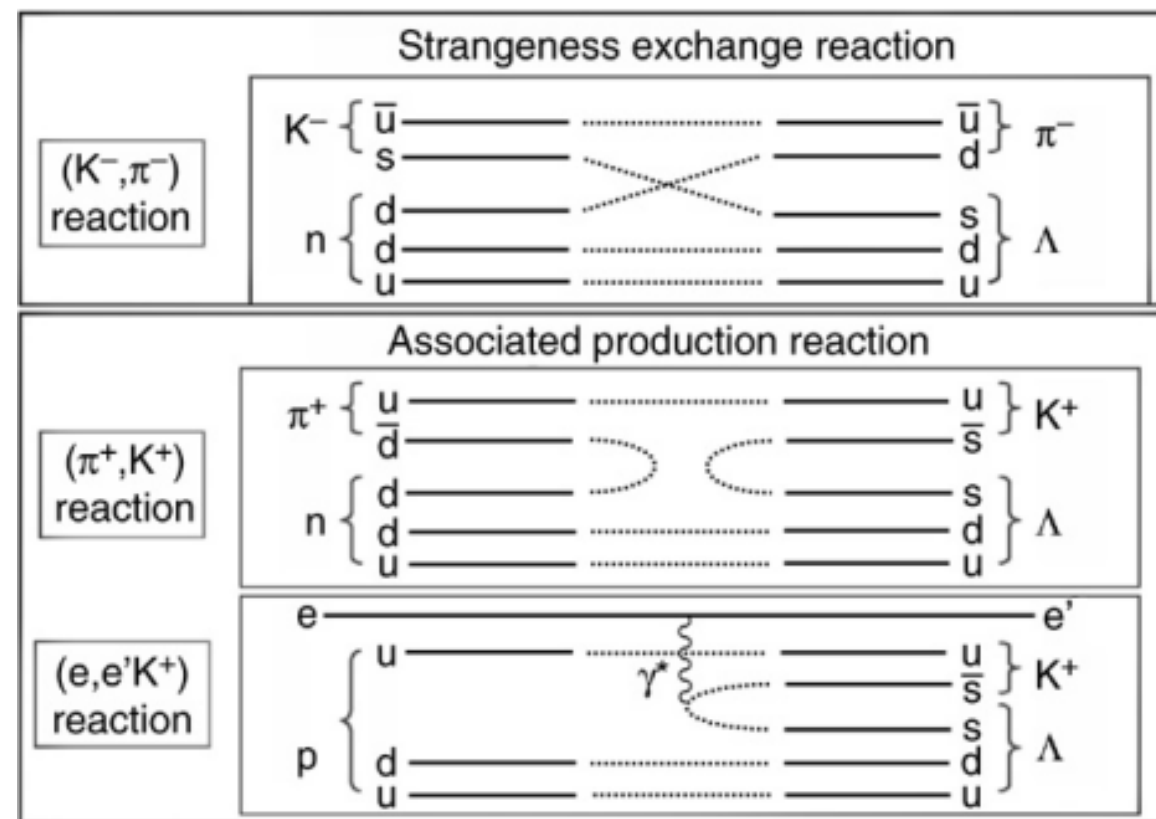 Strangeness exchange reaction
(K⁻,π⁻)
reaction
K⁻ { u̅ u̅ } π⁻
s d
n { d s } Λ
d d
u u
Associated production reaction
(π⁺,K⁺)
reaction
π⁺ { u u } K⁺
d̅ s̅
n { d s } Λ
d d
u u
(e,e'K⁺)
reaction
e e'
u u } K⁺
γ* s̅
p { s } Λ
d d
u u